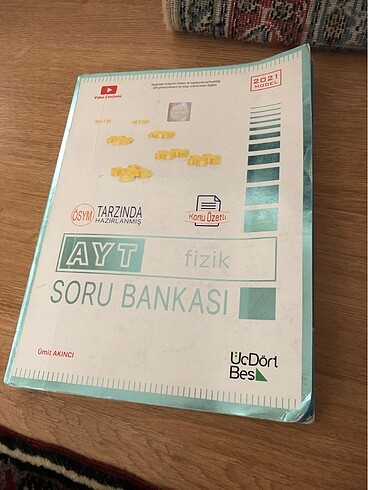 Video Çözümlü
2021
MODEL
ÖSYM
TARZINDA
HAZIRLANMIŞ
Konu Özetli
AYT
fizik
SORU BANKASI
Ümit AKINCI
ÜçDört
Beş